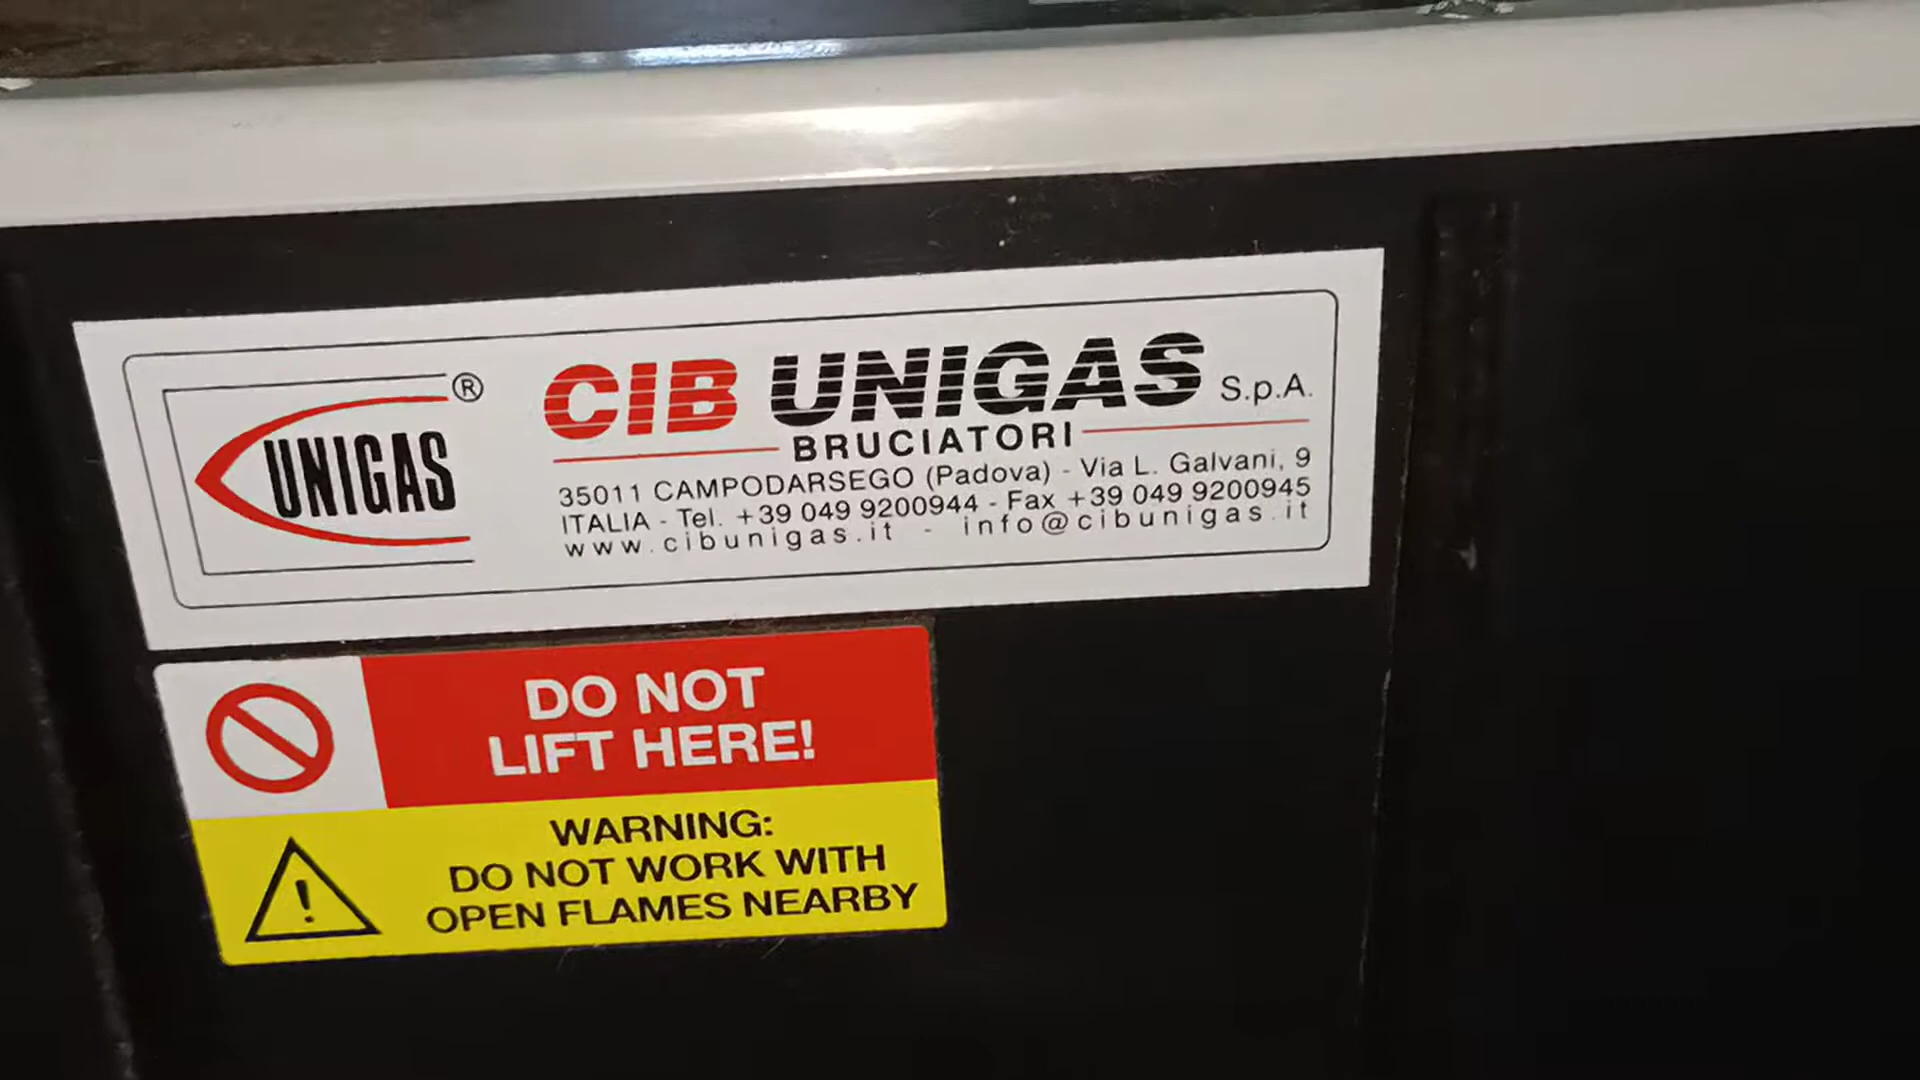 UNIGAS ®
CIB UNIGAS S.p.A.
BRUCIATORI
35011 CAMPODARSEGO (Padova) - Via L. Galvani, 9
ITALIA - Tel. +39 049 9200944 - Fax +39 049 9200945
www.cibunigas.it - info@cibunigas.it
DO NOT
LIFT HERE!
WARNING:
DO NOT WORK WITH
OPEN FLAMES NEARBY